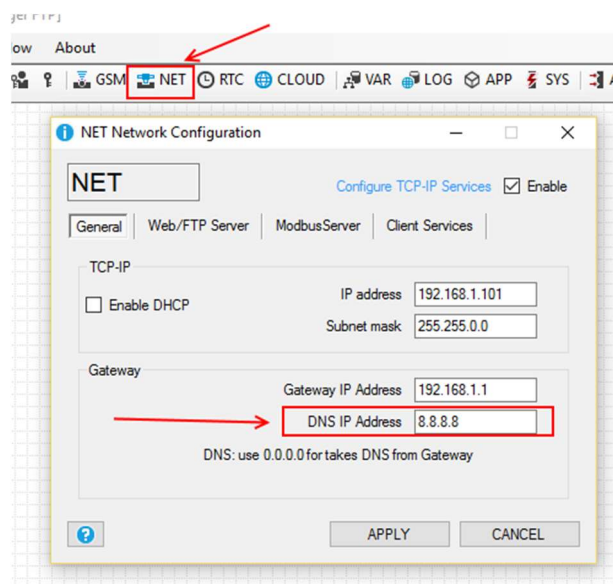 ow About
GSM NET RTC CLOUD VAR LOG APP SYS
NET Network Configuration
NET
Configure TCP-IP Services Enable
General Web/FTP Server ModbusServer Client Services
TCP-IP
Enable DHCP
IP address 192.168.1.101
Subnet mask 255.255.0.0
Gateway
Gateway IP Address 192.168.1.1
DNS IP Address 8.8.8.8
DNS: use 0.0.0.0 for takes DNS from Gateway
?
APPLY CANCEL